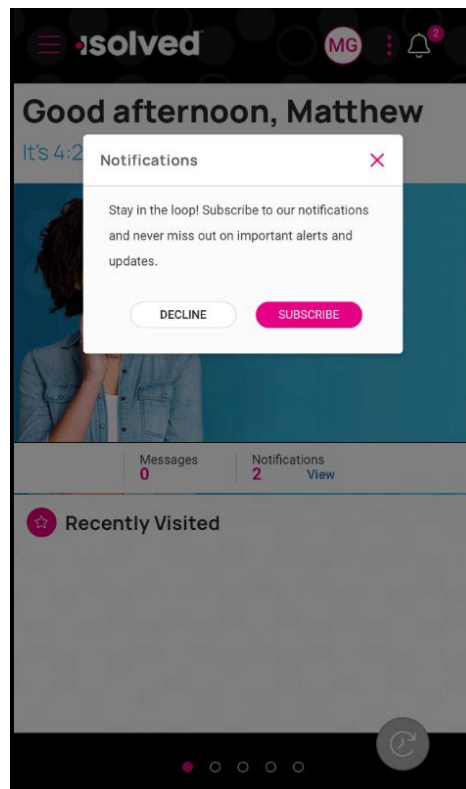 isolved
MG
2
Good afternoon, Matthew
It's 4:2
Notifications
Stay in the loop! Subscribe to our notifications
and never miss out on important alerts and
updates.
DECLINE
SUBSCRIBE
Messages
0
Notifications
2 View
Recently Visited